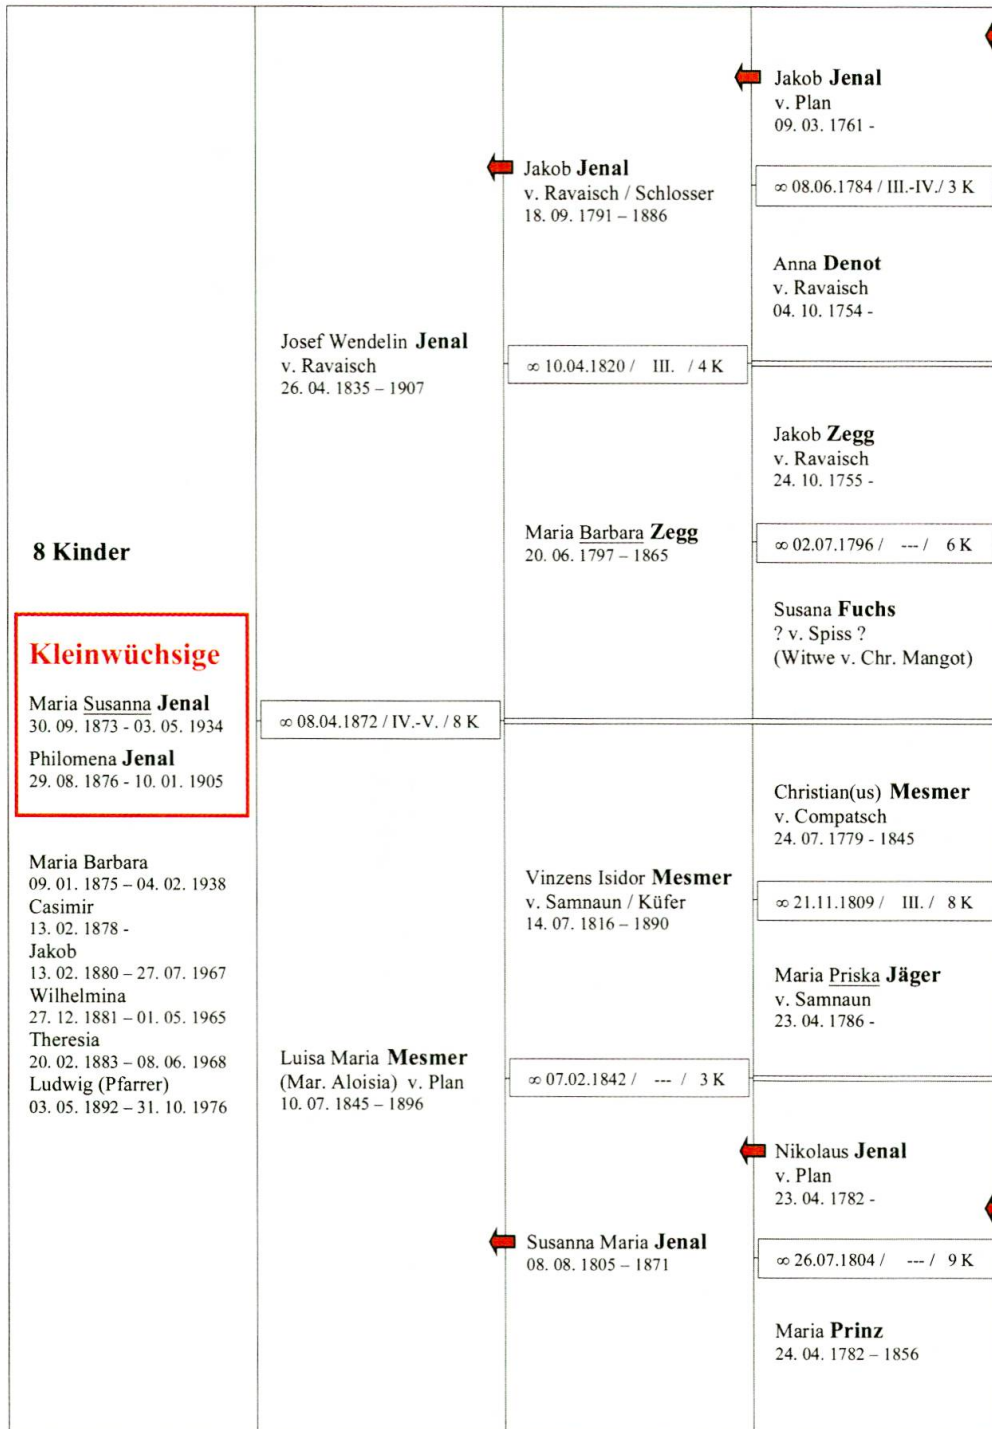 8 Kinder
Kleinwüchsige
Maria Susanna Jenal
30. 09. 1873 - 03. 05. 1934
Philomena Jenal
29. 08. 1876 - 10. 01. 1905
Maria Barbara
09. 01. 1875 – 04. 02. 1938
Casimir
13. 02. 1878 -
Jakob
13. 02. 1880 – 27. 07. 1967
Wilhelmina
27. 12. 1881 – 01. 05. 1965
Theresia
20. 02. 1883 – 08. 06. 1968
Ludwig (Pfarrer)
03. 05. 1892 – 31. 10. 1976
Josef Wendelin Jenal
v. Ravaisch
26. 04. 1835 – 1907
∞ 08.04.1872 / IV.-V. / 8 K
Luisa Maria Mesmer
(Mar. Aloisia) v. Plan
10. 07. 1845 – 1896
Jakob Jenal
v. Ravaisch / Schlosser
18. 09. 1791 – 1886
∞ 10.04.1820 / III. / 4 K
Maria Barbara Zegg
20. 06. 1797 – 1865
Vinzens Isidor Mesmer
v. Samnaun / Küfer
14. 07. 1816 – 1890
∞ 07.02.1842 / --- / 3 K
Susanna Maria Jenal
08. 08. 1805 – 1871
Jakob Jenal
v. Plan
09. 03. 1761 -
∞ 08.06.1784 / III.-IV./ 3 K
Anna Denot
v. Ravaisch
04. 10. 1754 -
Jakob Zegg
v. Ravaisch
24. 10. 1755 -
∞ 02.07.1796 / --- / 6 K
Susana Fuchs
? v. Spiss ?
(Witwe v. Chr. Mangot)
Christian(us) Mesmer
v. Compatsch
24. 07. 1779 - 1845
∞ 21.11.1809 / III. / 8 K
Maria Priska Jäger
v. Samnaun
23. 04. 1786 -
Nikolaus Jenal
v. Plan
23. 04. 1782 -
∞ 26.07.1804 / --- / 9 K
Maria Prinz
24. 04. 1782 – 1856